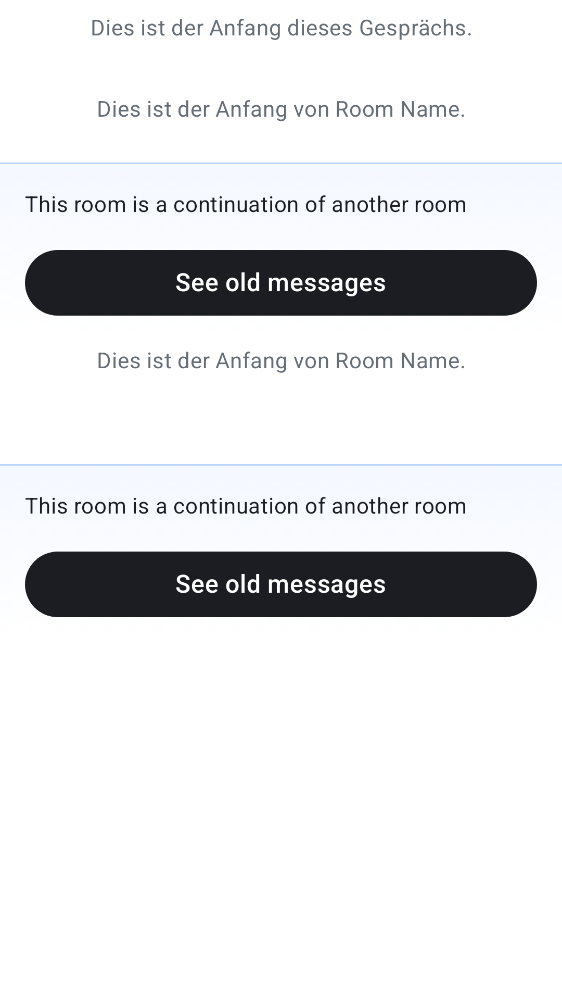 Dies ist der Anfang dieses Gesprächs.
Dies ist der Anfang von Room Name.
This room is a continuation of another room
See old messages
Dies ist der Anfang von Room Name.
This room is a continuation of another room
See old messages